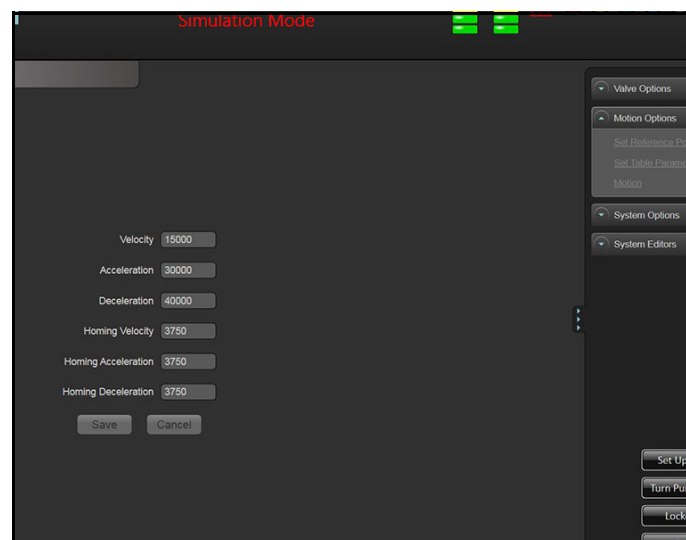 Simulation Mode
Valve Options
Motion Options
Set Reference Po
Set Table Parame
Motion
System Options
System Editors
Velocity 15000
Acceleration 30000
Deceleration 40000
Homing Velocity 3750
Homing Acceleration 3750
Homing Deceleration 3750
Save Cancel
Set Up
Turn Pu
Lock